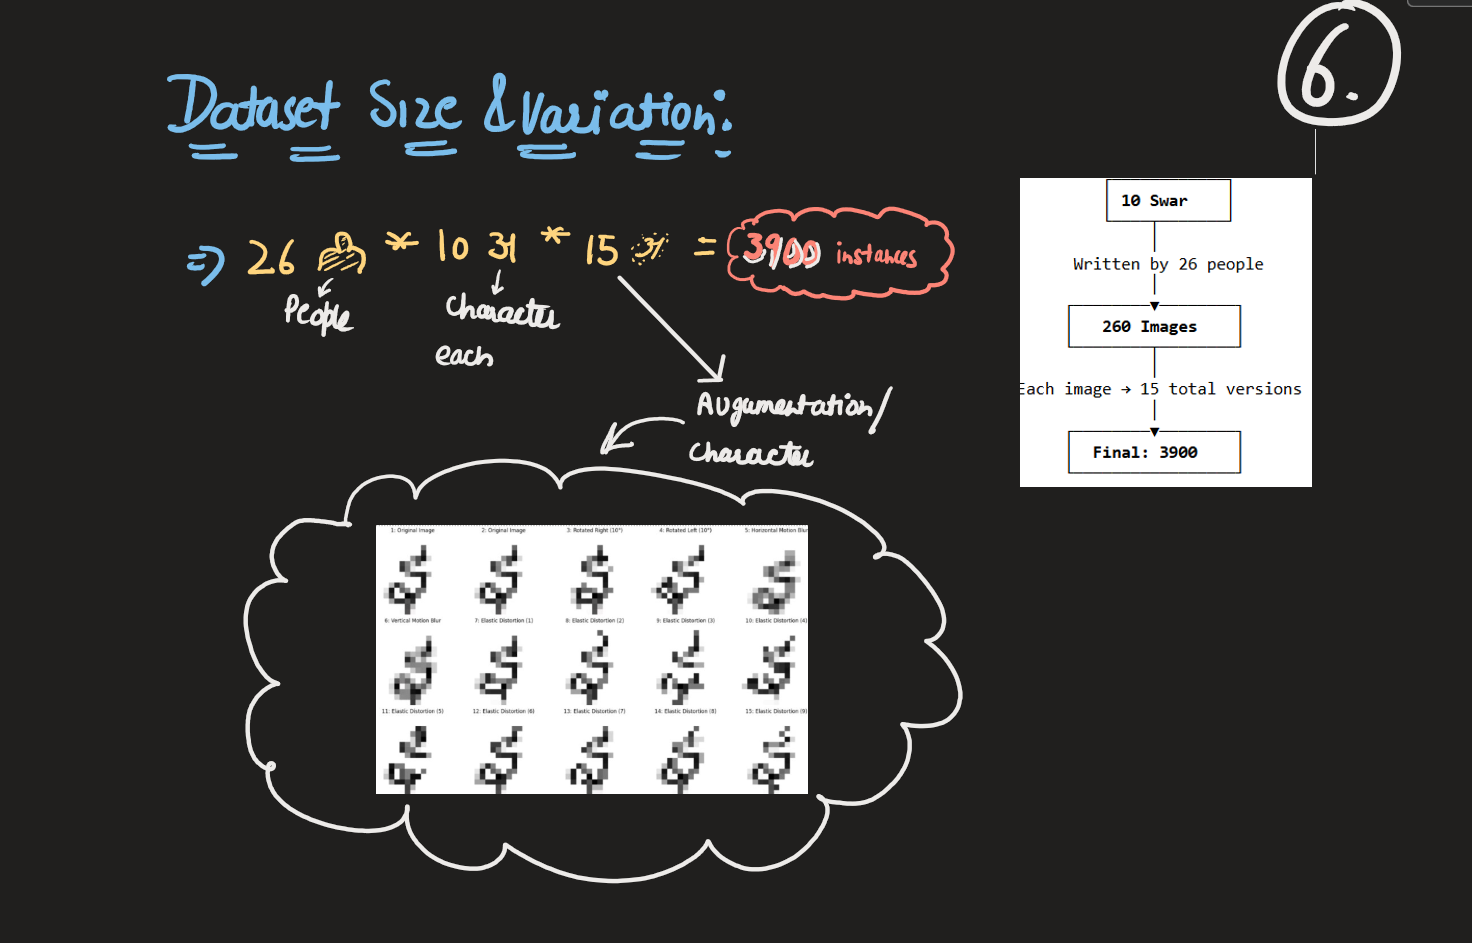 6.
Dataset Size & Variation:
⇒ 26 * 10 अ * 15 अ = 3900 instances
People
Character
each
Augumentation/
Character
10 Swar
Written by 26 people
260 Images
Each image → 15 total versions
Final: 3900
1: Original Image 2: Original Image 3: Rotated Right (10°) 4: Rotated Left (10°) 5: Horizontal Motion Blur
6: Vertical Motion Blur 7: Elastic Distortion (1) 8: Elastic Distortion (2) 9: Elastic Distortion (3) 10: Elastic Distortion (4)
11: Elastic Distortion (5) 12: Elastic Distortion (6) 13: Elastic Distortion (7) 14: Elastic Distortion (8) 15: Elastic Distortion (9)